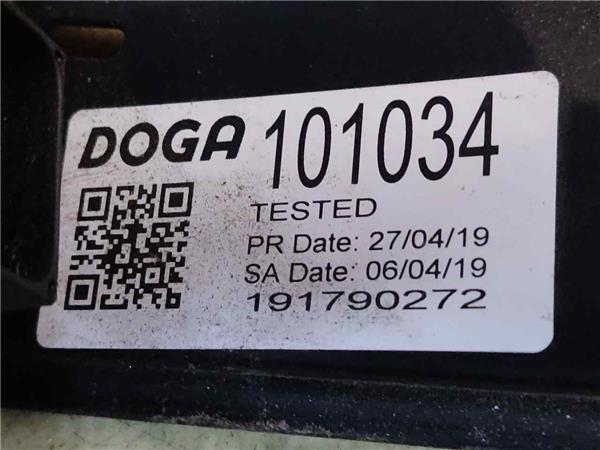 DOGA 101034
TESTED
PR Date: 27/04/19
SA Date: 06/04/19
191790272